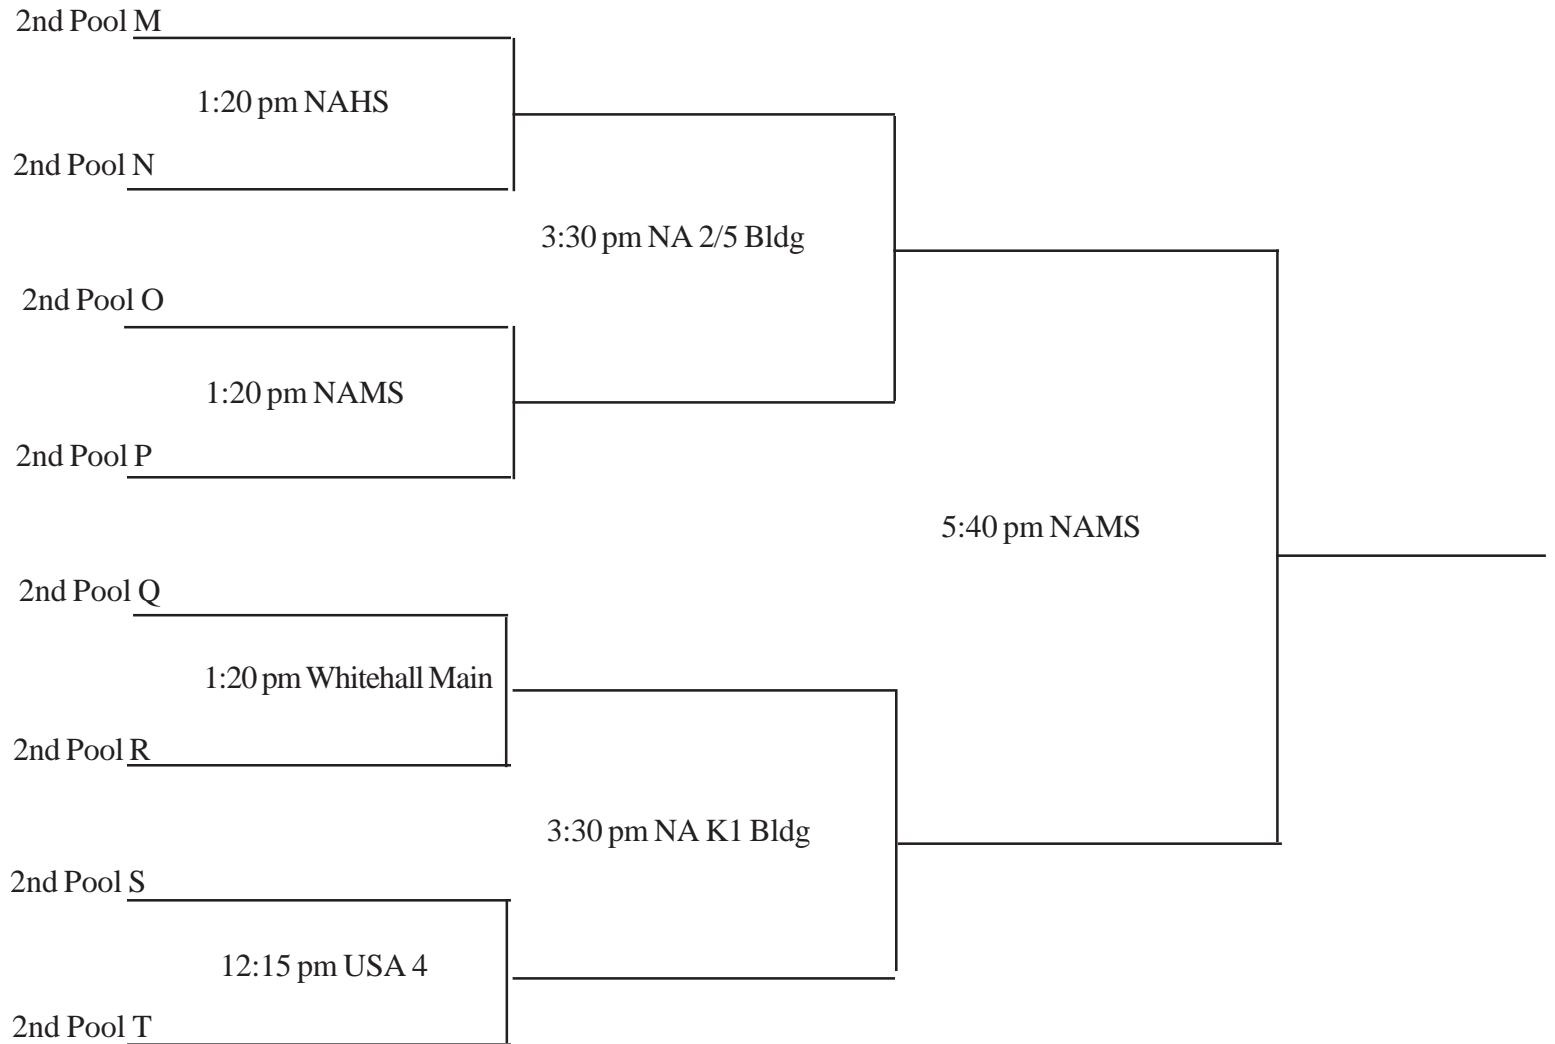 2nd Pool M
1:20 pm NAHS
2nd Pool N
3:30 pm NA 2/5 Bldg
2nd Pool O
1:20 pm NAMS
2nd Pool P
5:40 pm NAMS
2nd Pool Q
1:20 pm Whitehall Main
2nd Pool R
3:30 pm NA K1 Bldg
2nd Pool S
12:15 pm USA 4
2nd Pool T